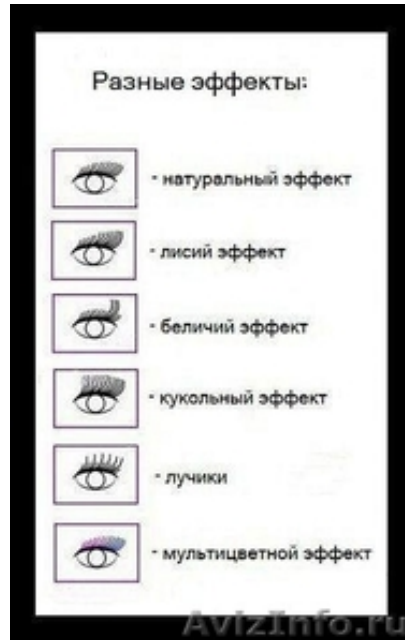 Разные эффекты:
- натуральный эффект
- лисий эффект
- беличий эффект
- кукольный эффект
- лучики
- мультицветной эффект
AvizInfo.ru